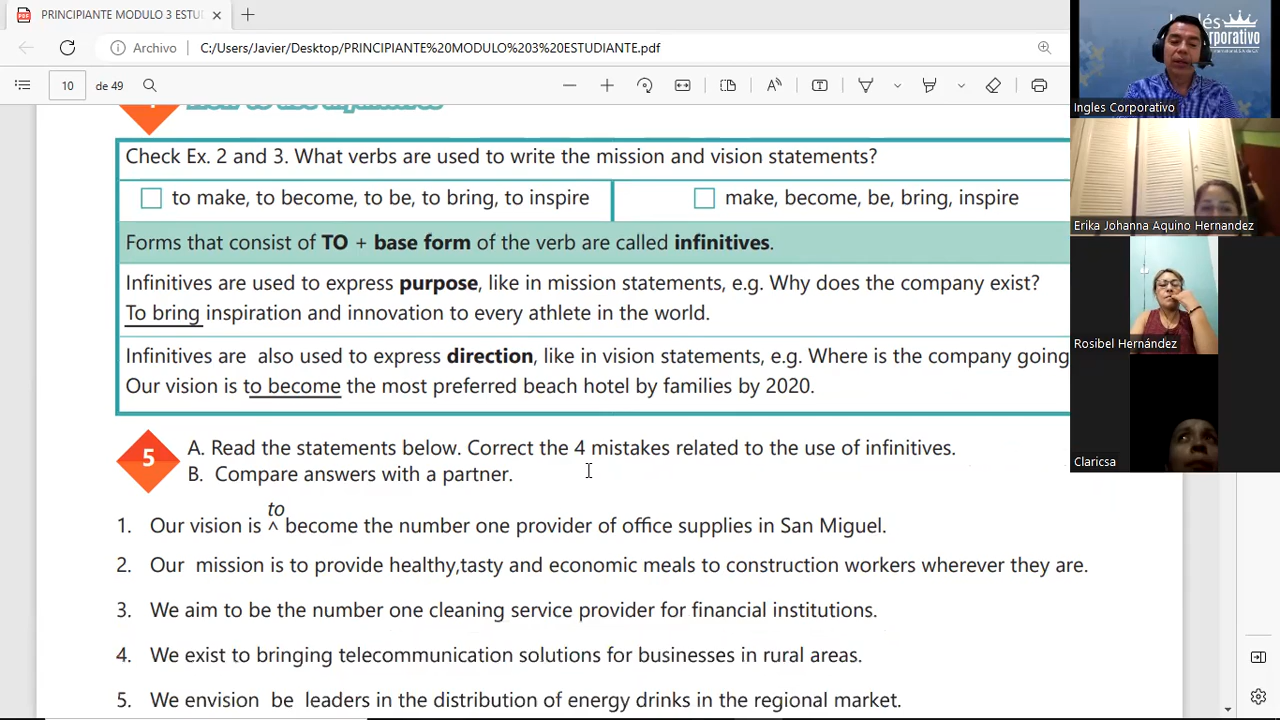 PRINCIPIANTE MODULO 3 ESTU
Archivo
C:/Users/Javier/Desktop/PRINCIPIANTE%20MODULO%203%20ESTUDIANTE.pdf
10 de 49
How to use infinitives
Check Ex. 2 and 3. What verbs are used to write the mission and vision statements?
to make, to become, to be, to bring, to inspire
make, become, be, bring, inspire
Forms that consist of TO + base form of the verb are called infinitives.
Infinitives are used to express purpose, like in mission statements, e.g. Why does the company exist?
To bring inspiration and innovation to every athlete in the world.
Infinitives are also used to express direction, like in vision statements, e.g. Where is the company going
Our vision is to become the most preferred beach hotel by families by 2020.
5
A. Read the statements below. Correct the 4 mistakes related to the use of infinitives.
B. Compare answers with a partner.
to
1. Our vision is ^ become the number one provider of office supplies in San Miguel.
2. Our mission is to provide healthy,tasty and economic meals to construction workers wherever they are.
3. We aim to be the number one cleaning service provider for financial institutions.
4. We exist to bringing telecommunication solutions for businesses in rural areas.
5. We envision be leaders in the distribution of energy drinks in the regional market.
Inglés
Corporativo
Ingles Corporativo
Erika Johanna Aquino Hernandez
Rosibel Hernández
Claricsa